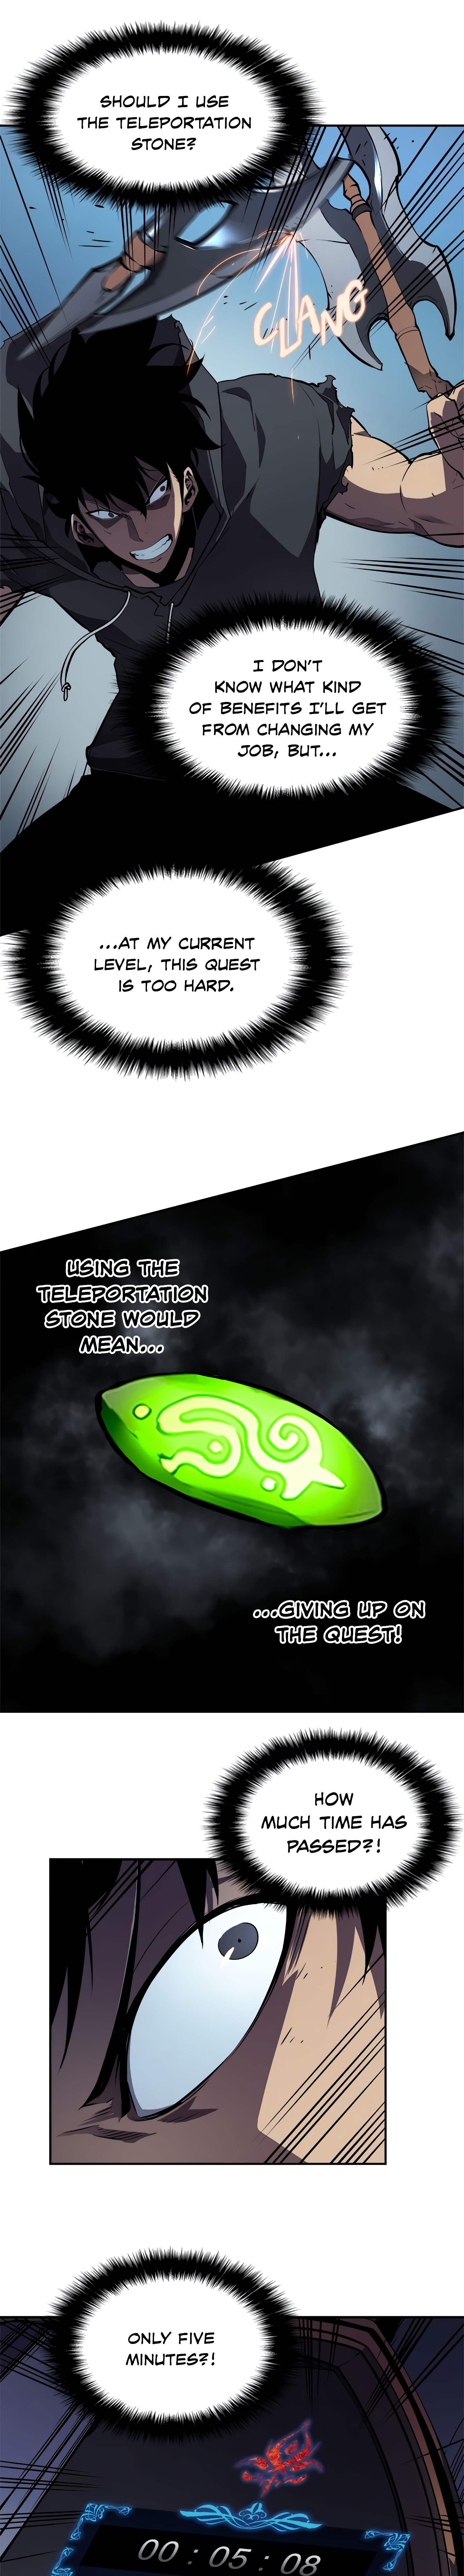 SHOULD I USE
THE TELEPORTATION
STONE?
CLANG
I DON'T
KNOW WHAT KIND
OF BENEFITS I'LL GET
FROM CHANGING MY
JOB, BUT...
...AT MY CURRENT
LEVEL, THIS QUEST
IS TOO HARD.
USING THE
TELEPORTATION
STONE WOULD
MEAN...
...GIVING UP ON
THE QUEST!
HOW
MUCH TIME HAS
PASSED?!
ONLY FIVE
MINUTES?!
00 : 05 : 08